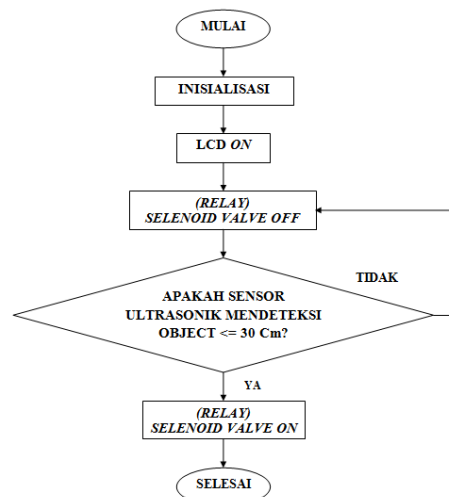 MULAI
INISIALISASI
LCD ON
(RELAY)
SELENOID VALVE OFF
TIDAK
APAKAH SENSOR
ULTRASONIK MENDETEKSI
OBJECT <= 30 Cm?
YA
(RELAY)
SELENOID VALVE ON
SELESAI